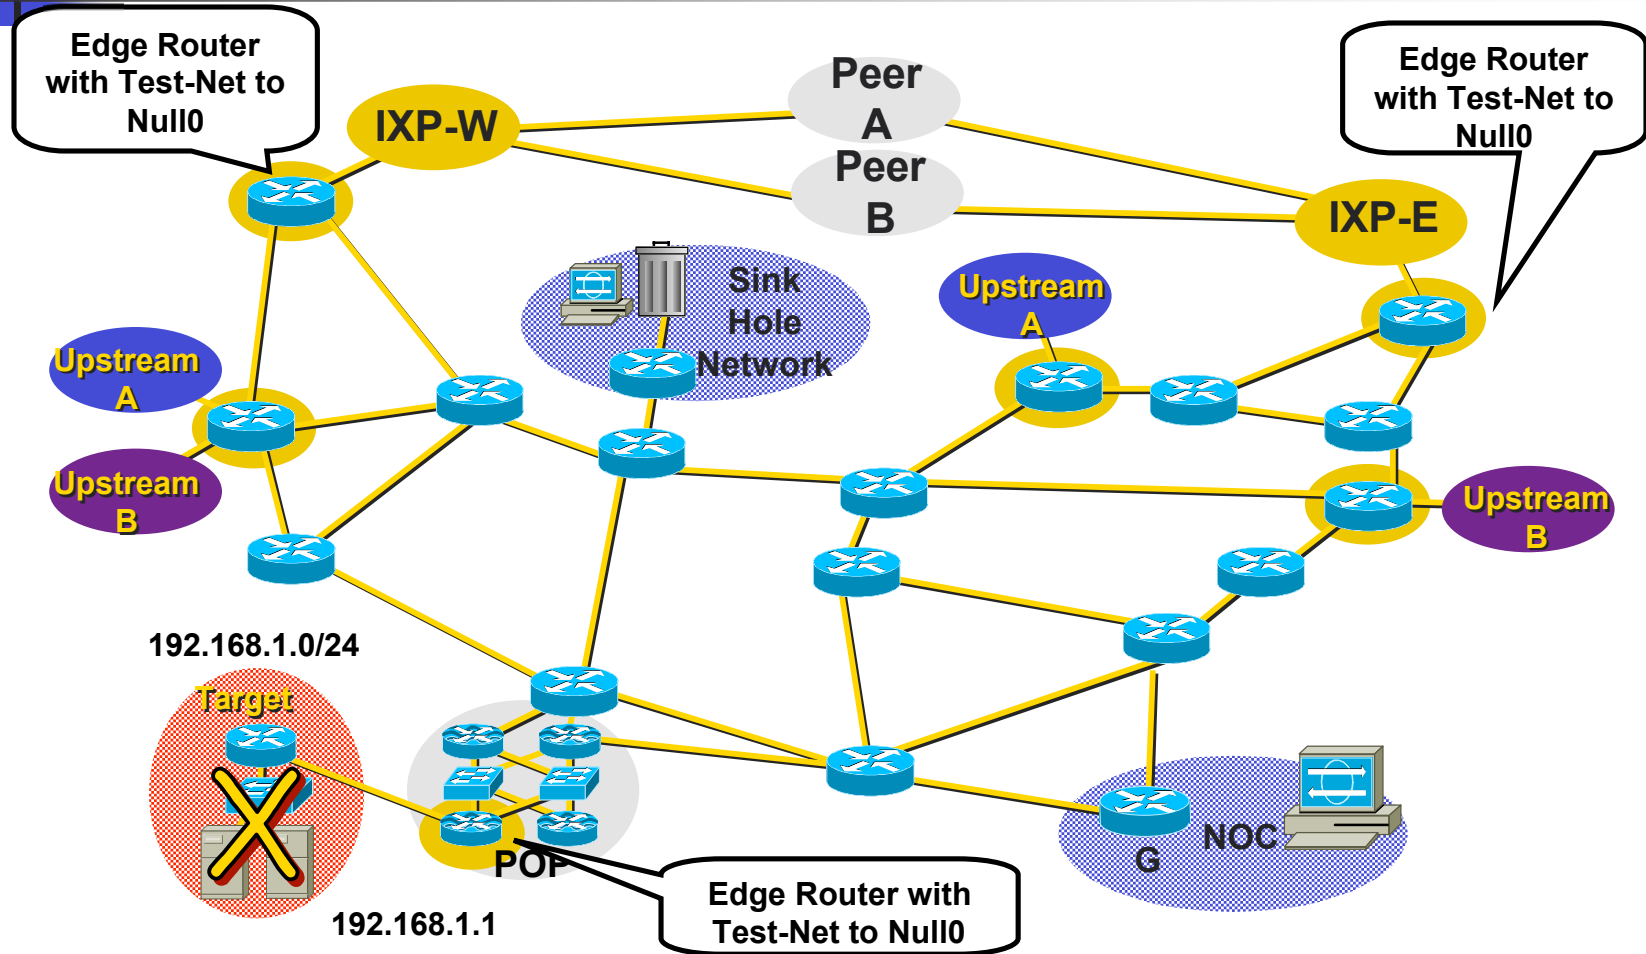 Edge Router
with Test-Net to
Null0
Edge Router
with Test-Net to
Null0
IXP-W
Peer
A
Peer
B
IXP-E
Sink
Hole
Network
Upstream
A
Upstream
A
Upstream
B
Upstream
B
192.168.1.0/24
Target
POP
G
NOC
192.168.1.1
Edge Router with
Test-Net to Null0